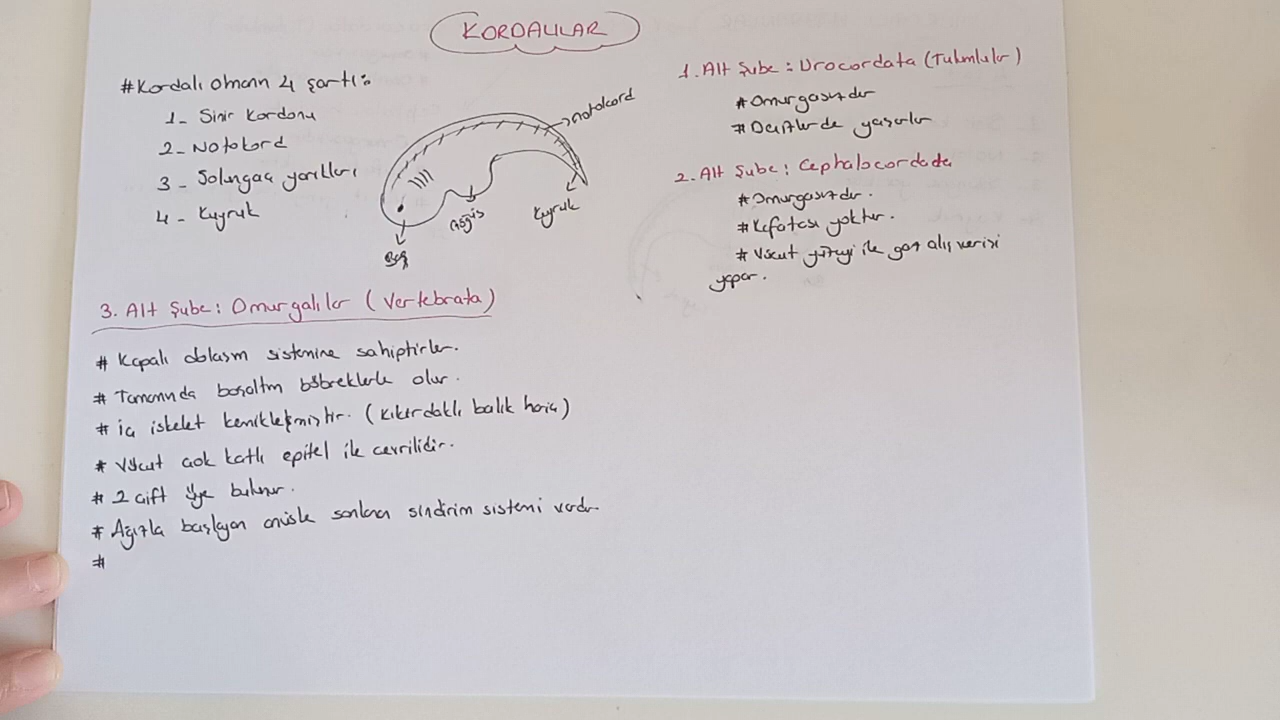 KORDALILAR
#Kordalı olmanın 4 şartı:
1- Sinir Kordonu
2- Notokord
3- Solungaç yarıkları
4- Kuyruk
notokord
Göğüs
Kuyruk
Baş
1. Alt Şube: Urocordata (Tulumlular)
#Omurgasızdır
#Denizlerde yaşarlar
2. Alt Şube: Cephalocordada
#Omurgasızdır.
#Kafatası yoktur.
#Vücut yüzeyi ile gaz alış verişi
yapar.
3. Alt Şube: Omurgalılar (Vertebrata)
# Kapalı dolaşım sistemine sahiptirler.
# Tamamında boşaltım böbreklerle olur.
# İç iskelet kemikleşmiştir. (Kıkırdaklı balık hariç)
# Vücut çok katlı epitel ile çevrilidir.
# 2 çift üye bulunur.
# Ağızla başlayan anüsle sonlanan sindirim sistemi vardır.
#